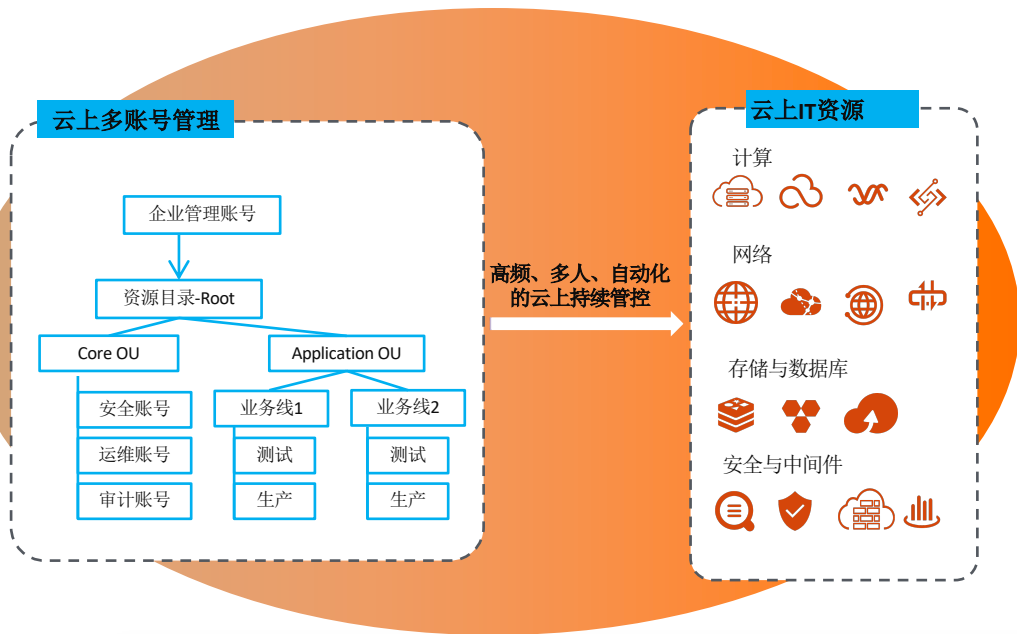 云上多账号管理
企业管理账号
资源目录-Root
Core OU
Application OU
安全账号
业务线1
业务线2
运维账号
测试
测试
审计账号
生产
生产
高频、多人、自动化
的云上持续管控
云上IT资源
计算
网络
存储与数据库
安全与中间件